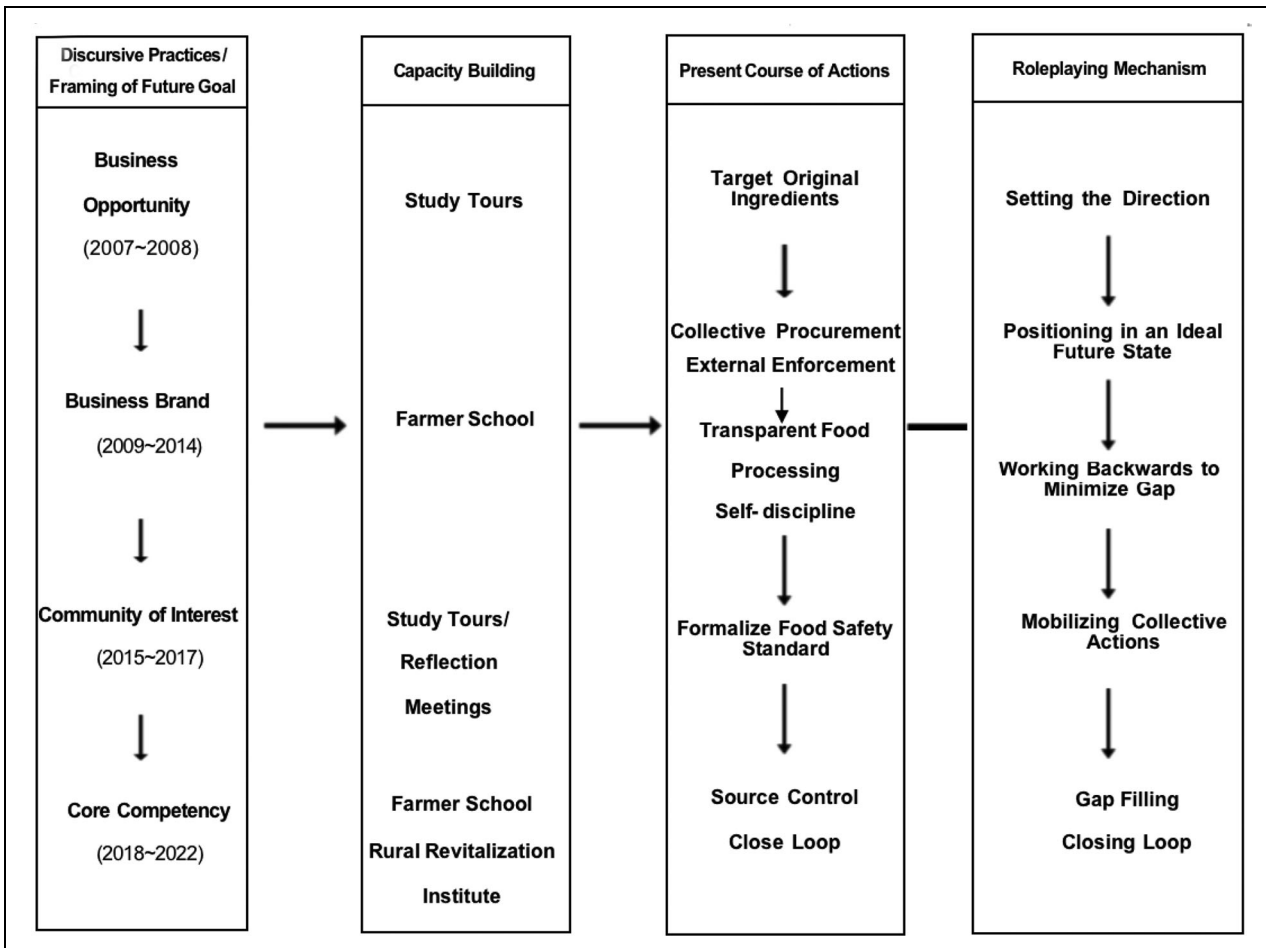 Discursive Practices/
Framing of Future Goal
Business
Opportunity
(2007~2008)
Business Brand
(2009~2014)
Community of Interest
(2015~2017)
Core Competency
(2018~2022)
Capacity Building
Study Tours
Farmer School
Study Tours/
Reflection
Meetings
Farmer School
Rural Revitalization
Institute
Present Course of Actions
Target Original
Ingredients
Collective Procurement
External Enforcement
Transparent Food
Processing
Self- discipline
Formalize Food Safety
Standard
Source Control
Close Loop
Roleplaying Mechanism
Setting the Direction
Positioning in an Ideal
Future State
Working Backwards to
Minimize Gap
Mobilizing Collective
Actions
Gap Filling
Closing Loop